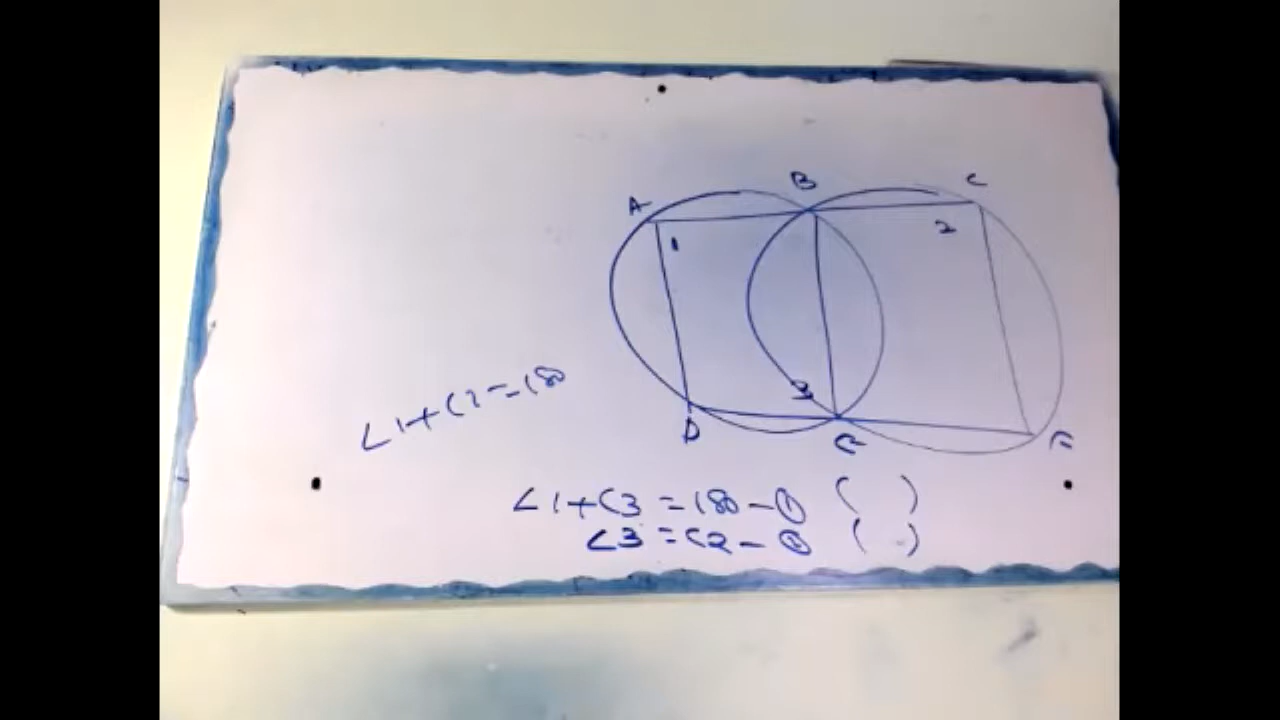 A B C
1 2
3
D E F
∠1+∠2=180
∠1+∠3=180-① ( )
∠3=∠2-② ( )